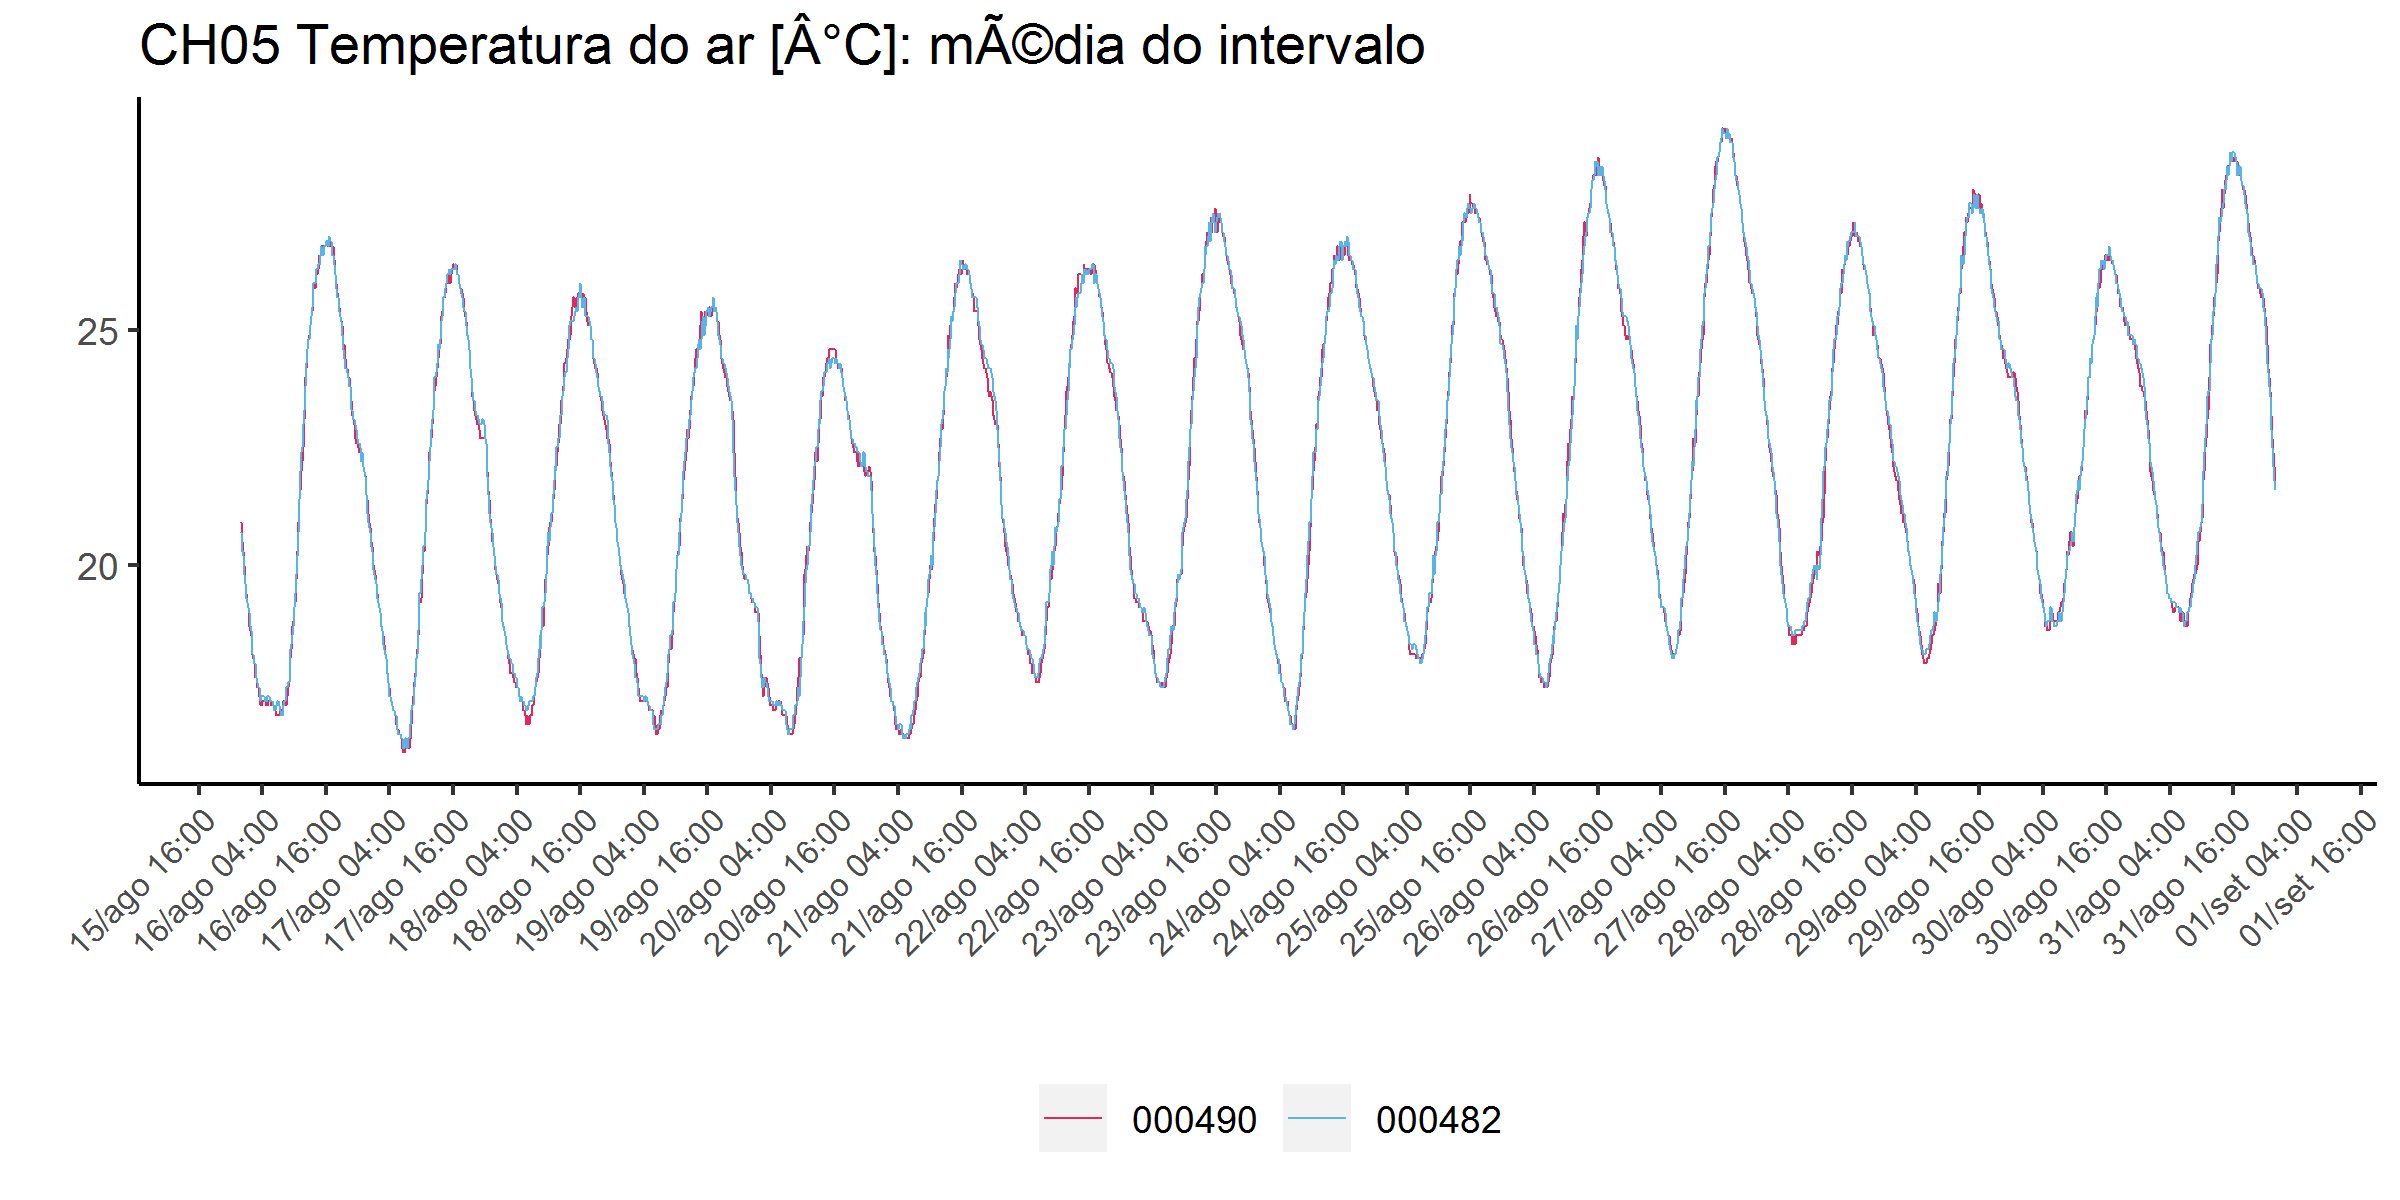 CH05 Temperatura do ar [Â°C]: mÃ©dia do intervalo
25
20
15/ago 16:00
16/ago 04:00
16/ago 16:00
17/ago 04:00
17/ago 16:00
18/ago 04:00
18/ago 16:00
19/ago 04:00
19/ago 16:00
20/ago 04:00
20/ago 16:00
21/ago 04:00
21/ago 16:00
22/ago 04:00
22/ago 16:00
23/ago 04:00
23/ago 16:00
24/ago 04:00
24/ago 16:00
25/ago 04:00
25/ago 16:00
26/ago 04:00
26/ago 16:00
27/ago 04:00
27/ago 16:00
28/ago 04:00
28/ago 16:00
29/ago 04:00
29/ago 16:00
30/ago 04:00
30/ago 16:00
31/ago 04:00
31/ago 16:00
01/set 04:00
01/set 16:00
000490
000482